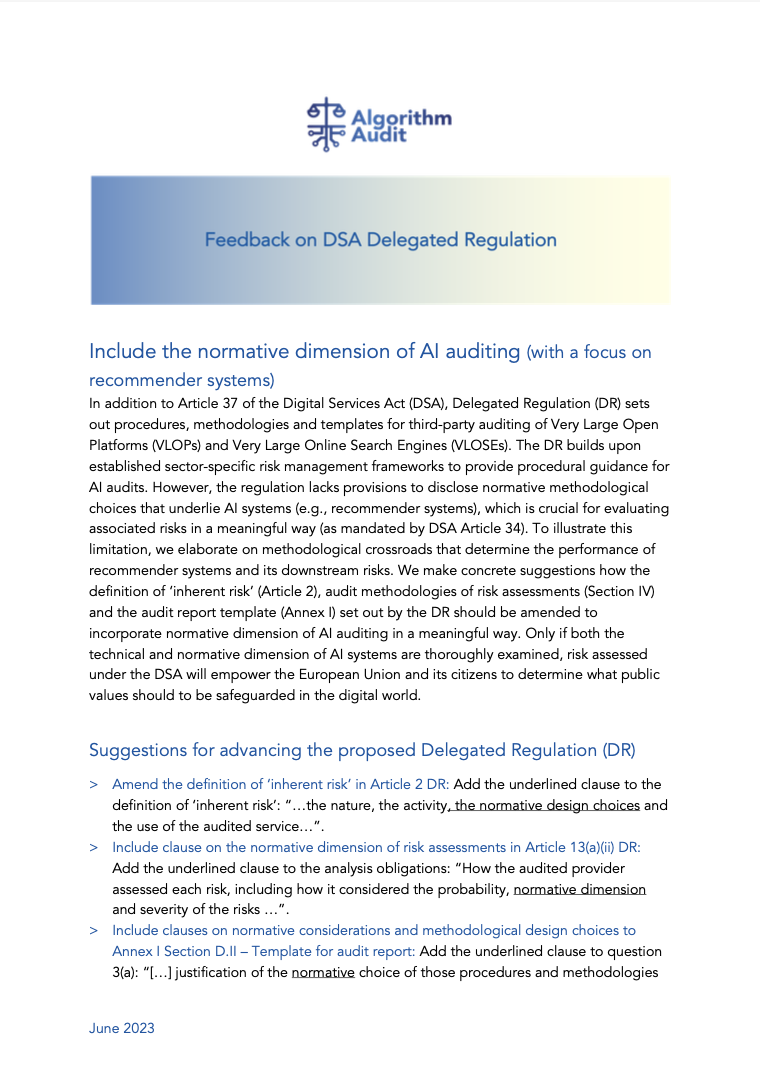 Algorithm
Audit
Feedback on DSA Delegated Regulation
Include the normative dimension of AI auditing (with a focus on
recommender systems)
In addition to Article 37 of the Digital Services Act (DSA), Delegated Regulation (DR) sets
out procedures, methodologies and templates for third-party auditing of Very Large Open
Platforms (VLOPs) and Very Large Online Search Engines (VLOSEs). The DR builds upon
established sector-specific risk management frameworks to provide procedural guidance for
AI audits. However, the regulation lacks provisions to disclose normative methodological
choices that underlie AI systems (e.g., recommender systems), which is crucial for evaluating
associated risks in a meaningful way (as mandated by DSA Article 34). To illustrate this
limitation, we elaborate on methodological crossroads that determine the performance of
recommender systems and its downstream risks. We make concrete suggestions how the
definition of ‘inherent risk’ (Article 2), audit methodologies of risk assessments (Section IV)
and the audit report template (Annex I) set out by the DR should be amended to
incorporate normative dimension of AI auditing in a meaningful way. Only if both the
technical and normative dimension of AI systems are thoroughly examined, risk assessed
under the DSA will empower the European Union and its citizens to determine what public
values should to be safeguarded in the digital world.
Suggestions for advancing the proposed Delegated Regulation (DR)
> Amend the definition of ‘inherent risk’ in Article 2 DR: Add the underlined clause to the
definition of ‘inherent risk’: “…the nature, the activity, the normative design choices and
the use of the audited service…”.
> Include clause on the normative dimension of risk assessments in Article 13(a)(ii) DR:
Add the underlined clause to the analysis obligations: “How the audited provider
assessed each risk, including how it considered the probability, normative dimension
and severity of the risks …”.
> Include clauses on normative considerations and methodological design choices to
Annex I Section D.II – Template for audit report: Add the underlined clause to question
3(a): “[…] justification of the normative choice of those procedures and methodologies
June 2023